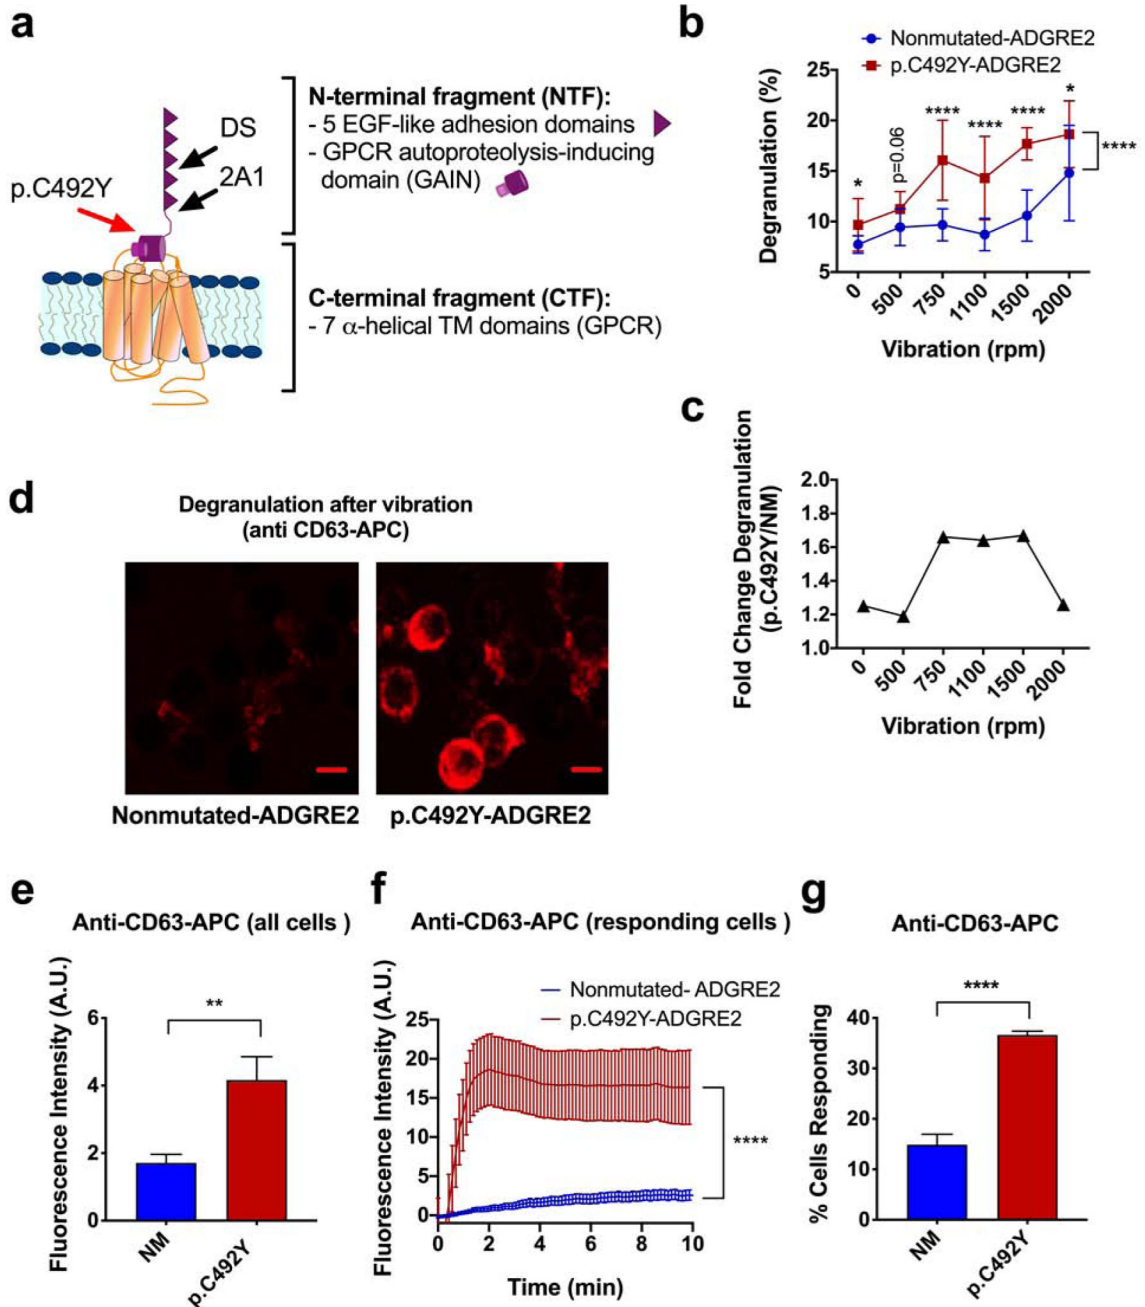 a
DS
2A1
p.C492Y
N-terminal fragment (NTF):
- 5 EGF-like adhesion domains
- GPCR autoproteolysis-inducing
domain (GAIN)
C-terminal fragment (CTF):
- 7 α-helical TM domains (GPCR)
b
Nonmutated-ADGRE2
p.C492Y-ADGRE2
Degranulation (%)
25
20
15
10
5
*
p=0.06
****
****
****
*
****
0
500
750
1100
1500
2000
Vibration (rpm)
c
Fold Change Degranulation
(p.C492Y/NM)
2.0
1.8
1.6
1.4
1.2
1.0
0
500
750
1100
1500
2000
Vibration (rpm)
d
Degranulation after vibration
(anti CD63-APC)
Nonmutated-ADGRE2
p.C492Y-ADGRE2
e
Anti-CD63-APC (all cells )
Fluorescence Intensity (A.U.)
6
4
2
0
**
NM
p.C492Y
f
Anti-CD63-APC (responding cells )
Nonmutated- ADGRE2
p.C492Y-ADGRE2
Fluorescence Intensity (A.U.)
25
20
15
10
5
0
****
0
2
4
6
8
10
Time (min)
g
Anti-CD63-APC
% Cells Responding
40
30
20
10
0
****
NM
p.C492Y